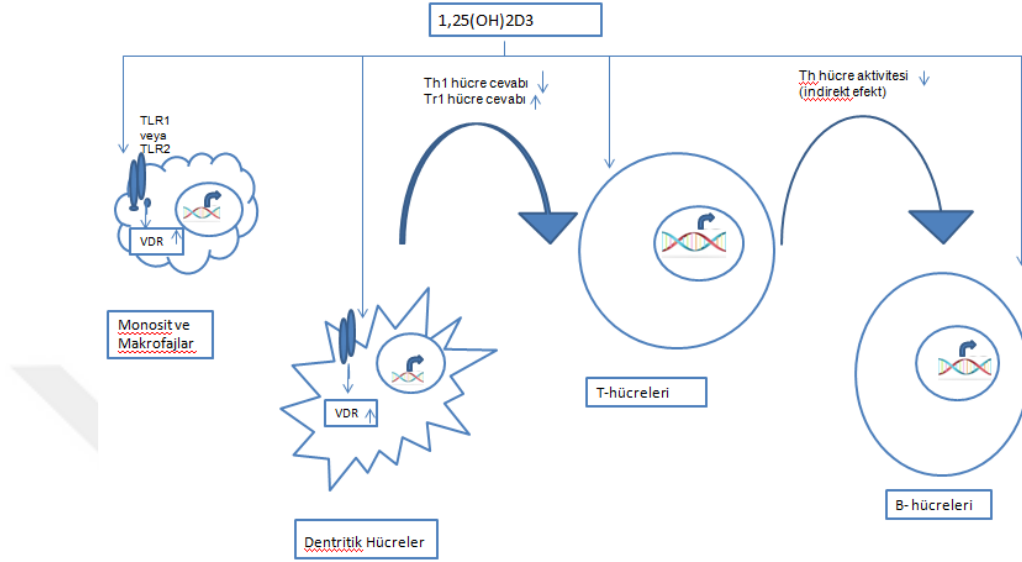 1,25(OH)2D3
Th1 hücre cevabı ↓
Tr1 hücre cevabı ↑
Th hücre aktivitesi ↓
(indirekt efekt)
TLR1
veya
TLR2
VDR ↑
Monosit ve
Makrofajlar
VDR ↑
Dentritik Hücreler
T-hücreleri
B- hücreleri